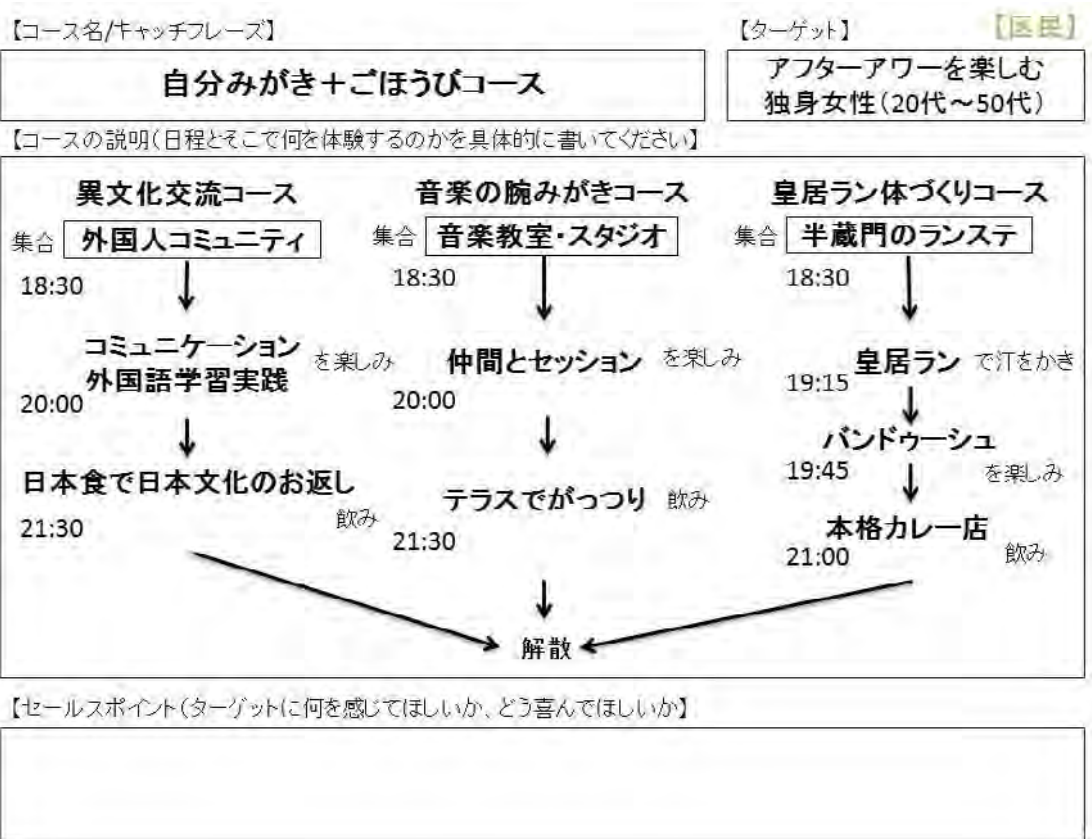 【コース名/キャッチフレーズ】
【ターゲット】
【区民】
自分みがき+ごほうびコース
アフターアワーを楽しむ
独身女性(20代~50代)
【コースの説明(日程とそこで何を体験するのかを具体的に書いてください】
異文化交流コース
集合 外国人コミュニティ
18:30
コミュニケーション
外国語学習実践
を楽しみ
20:00
日本食で日本文化のお返し
飲み
21:30
音楽の腕みがきコース
集合 音楽教室・スタジオ
18:30
仲間とセッション を楽しみ
20:00
テラスでがっつり 飲み
21:30
皇居ラン体づくりコース
集合 半蔵門のランステ
18:30
皇居ラン で汗をかき
19:15
バンドゥーシュ
を楽しみ
19:45
本格カレー店
飲み
21:00
解散
【セールスポイント(ターゲットに何を感じてほしいか、どう喜んでほしいか】